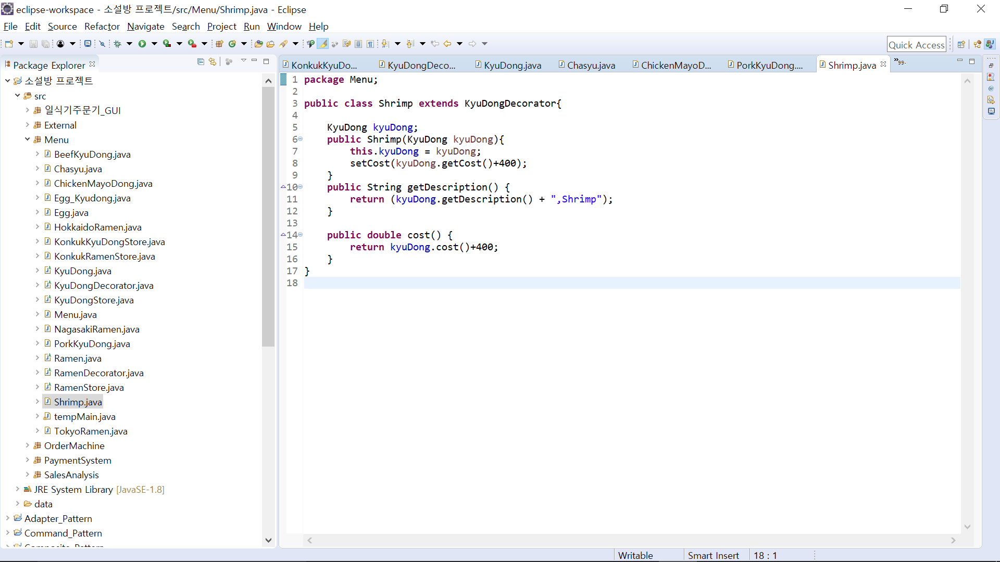 eclipse-workspace - 소설방 프로젝트/src/Menu/Shrimp.java - Eclipse
File Edit Source Refactor Navigate Search Project Run Window Help
Quick Access
Package Explorer
KonkukKyuDo... KyuDongDeco... KyuDong.java Chasyu.java ChickenMayoD... PorkKyuDong.... Shrimp.java »99+
소설방 프로젝트
src
일식기주문기_GUI
External
Menu
BeefKyuDong.java
Chasyu.java
ChickenMayoDong.java
Egg_Kyudong.java
Egg.java
HokkaidoRamen.java
KonkukKyuDongStore.java
KonkukRamenStore.java
KyuDong.java
KyuDongDecorator.java
KyuDongStore.java
Menu.java
NagasakiRamen.java
PorkKyuDong.java
Ramen.java
RamenDecorator.java
RamenStore.java
Shrimp.java
tempMain.java
TokyoRamen.java
OrderMachine
PaymentSystem
SalesAnalysis
JRE System Library [JavaSE-1.8]
data
Adapter_Pattern
Command_Pattern
1 package Menu;
2
3 public class Shrimp extends KyuDongDecorator{
4
5 KyuDong kyuDong;
6 public Shrimp(KyuDong kyuDong){
7 this.kyuDong = kyuDong;
8 setCost(kyuDong.getCost()+400);
9 }
10 public String getDescription() {
11 return (kyuDong.getDescription() + ",Shrimp");
12 }
13
14 public double cost() {
15 return kyuDong.cost()+400;
16 }
17 }
18
Writable Smart Insert 18 : 1